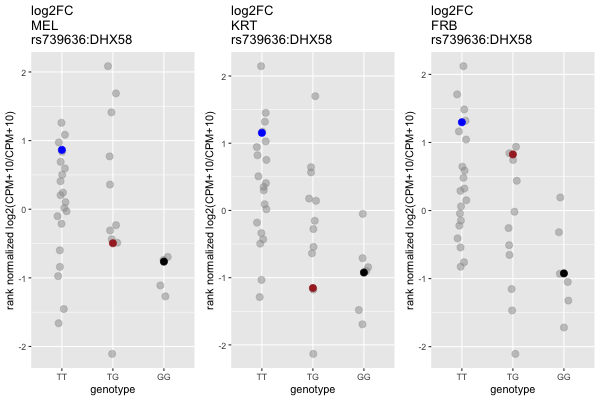 log2FC
MEL
rs739636:DHX58
rank normalized log2(CPM+10/CPM+10)
2
1
0
-1
-2
TT
TG
GG
genotype
log2FC
KRT
rs739636:DHX58
rank normalized log2(CPM+10/CPM+10)
2
1
0
-1
-2
TT
TG
GG
genotype
log2FC
FRB
rs739636:DHX58
rank normalized log2(CPM+10/CPM+10)
2
1
0
-1
-2
TT
TG
GG
genotype